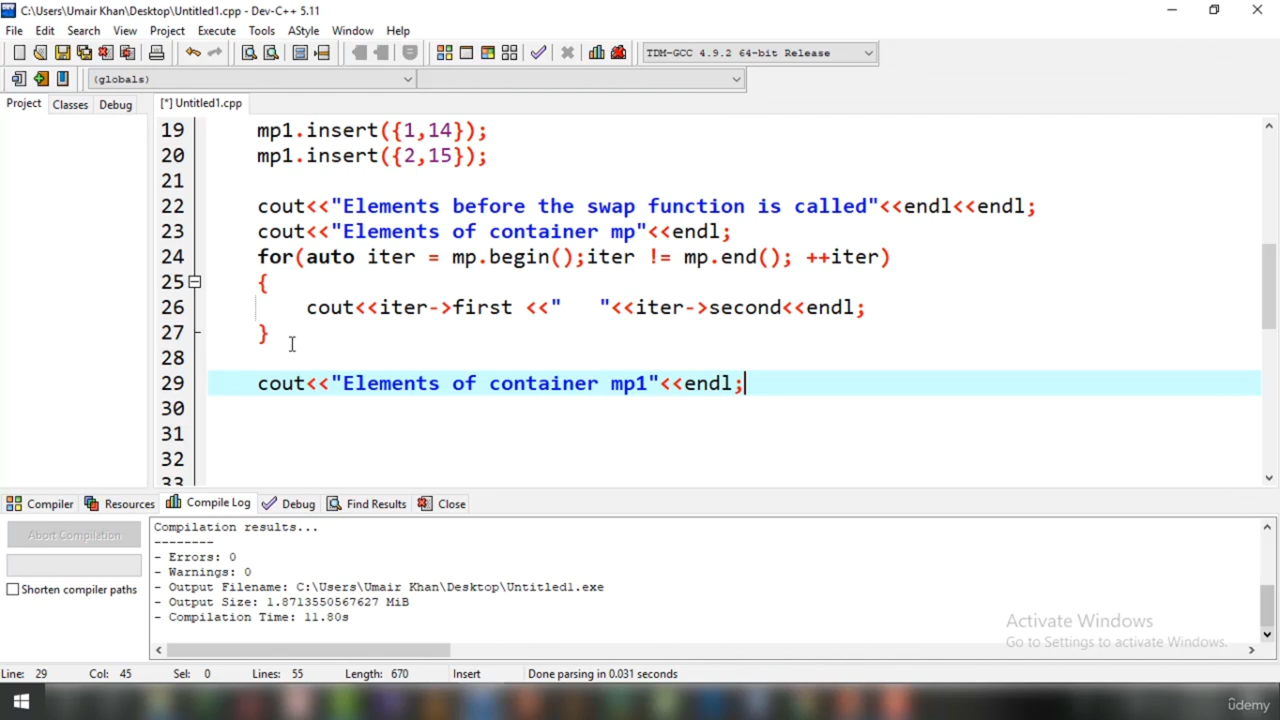 C:\Users\Umair Khan\Desktop\Untitled1.cpp - Dev-C++ 5.11
File Edit Search View Project Execute Tools AStyle Window Help
TDM-GCC 4.9.2 64-bit Release
(globals)
Project Classes Debug [*] Untitled1.cpp
19 mp1.insert({1,14});
20 mp1.insert({2,15});
21
22 cout<<"Elements before the swap function is called"<<endl<<endl;
23 cout<<"Elements of container mp"<<endl;
24 for(auto iter = mp.begin();iter != mp.end(); ++iter)
25 {
26 cout<<iter->first <<"   "<<iter->second<<endl;
27 }
28
29 cout<<"Elements of container mp1"<<endl;
30
31
32
33
Compiler Resources Compile Log Debug Find Results Close
Abort Compilation
Shorten compiler paths
Compilation results...
--------
- Errors: 0
- Warnings: 0
- Output Filename: C:\Users\Umair Khan\Desktop\Untitled1.exe
- Output Size: 1.8713550567627 MiB
- Compilation Time: 11.80s
Activate Windows
Go to Settings to activate Windows.
Line: 29 Col: 45 Sel: 0 Lines: 55 Length: 670 Insert Done parsing in 0.031 seconds
ûdemy